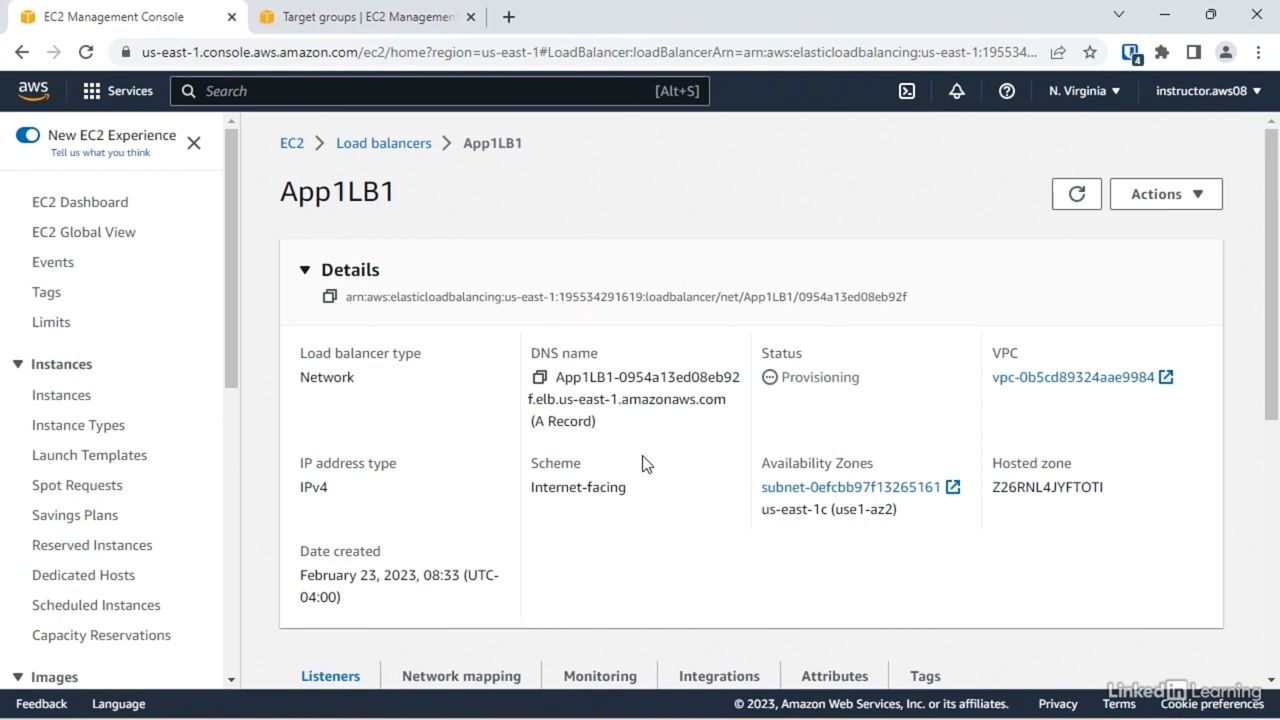 EC2 Management Console
Target groups | EC2 Management
us-east-1.console.aws.amazon.com/ec2/home?region=us-east-1#LoadBalancer:loadBalancerArn=arn:aws:elasticloadbalancing:us-east-1:195534...
4
aws
Services
Search
[Alt+S]
N. Virginia
instructor.aws08
New EC2 Experience
Tell us what you think
EC2 Dashboard
EC2 Global View
Events
Tags
Limits
Instances
Instances
Instance Types
Launch Templates
Spot Requests
Savings Plans
Reserved Instances
Dedicated Hosts
Scheduled Instances
Capacity Reservations
Images
EC2 > Load balancers > App1LB1
App1LB1
Actions
Details
arn:aws:elasticloadbalancing:us-east-1:195534291619:loadbalancer/net/App1LB1/0954a13ed08eb92f
Load balancer type
Network
DNS name
App1LB1-0954a13ed08eb92
f.elb.us-east-1.amazonaws.com
(A Record)
Status
Provisioning
VPC
vpc-0b5cd89324aae9984
IP address type
IPv4
Scheme
Internet-facing
Availability Zones
subnet-0efcbb97f13265161
us-east-1c (use1-az2)
Hosted zone
Z26RNL4JYFTOTI
Date created
February 23, 2023, 08:33 (UTC-
04:00)
Listeners
Network mapping
Monitoring
Integrations
Attributes
Tags
LinkedIn Learning
Feedback
Language
© 2023, Amazon Web Services, Inc. or its affiliates.
Privacy
Terms
Cookie preferences